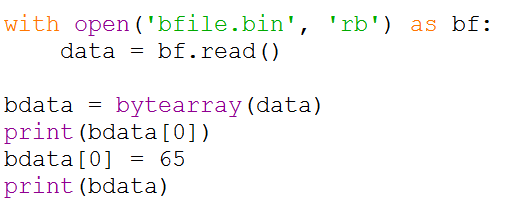 with open('bfile.bin', 'rb') as bf:
    data = bf.read()

bdata = bytearray(data)
print(bdata[0])
bdata[0] = 65
print(bdata)